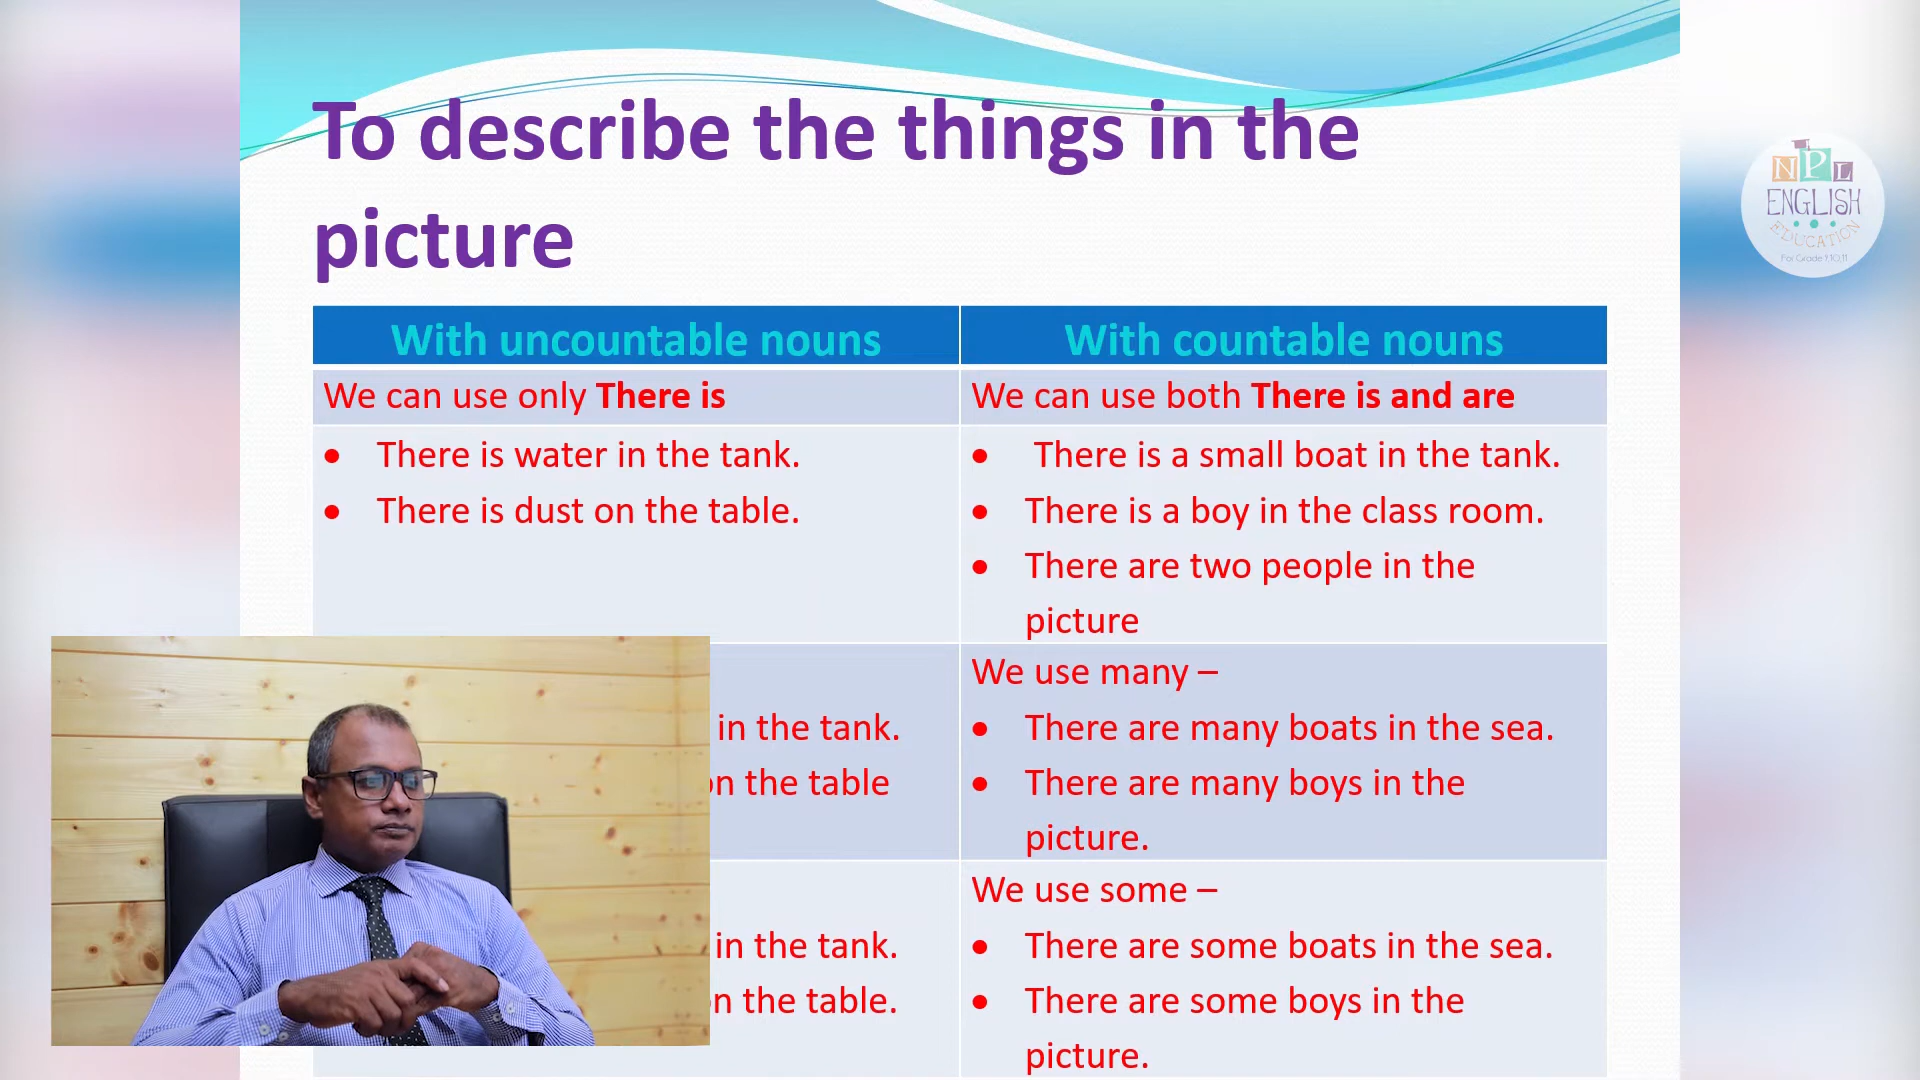 To describe the things in the
picture
With uncountable nouns
With countable nouns
We can use only There is
We can use both There is and are
• There is water in the tank.
• There is dust on the table.
• There is a small boat in the tank.
• There is a boy in the class room.
• There are two people in the
picture
in the tank.
on the table
We use many –
• There are many boats in the sea.
• There are many boys in the
picture.
in the tank.
the table.
We use some –
• There are some boats in the sea.
• There are some boys in the
picture.
NPL
ENGLISH
EDUCATION
For Grade 9,10,11